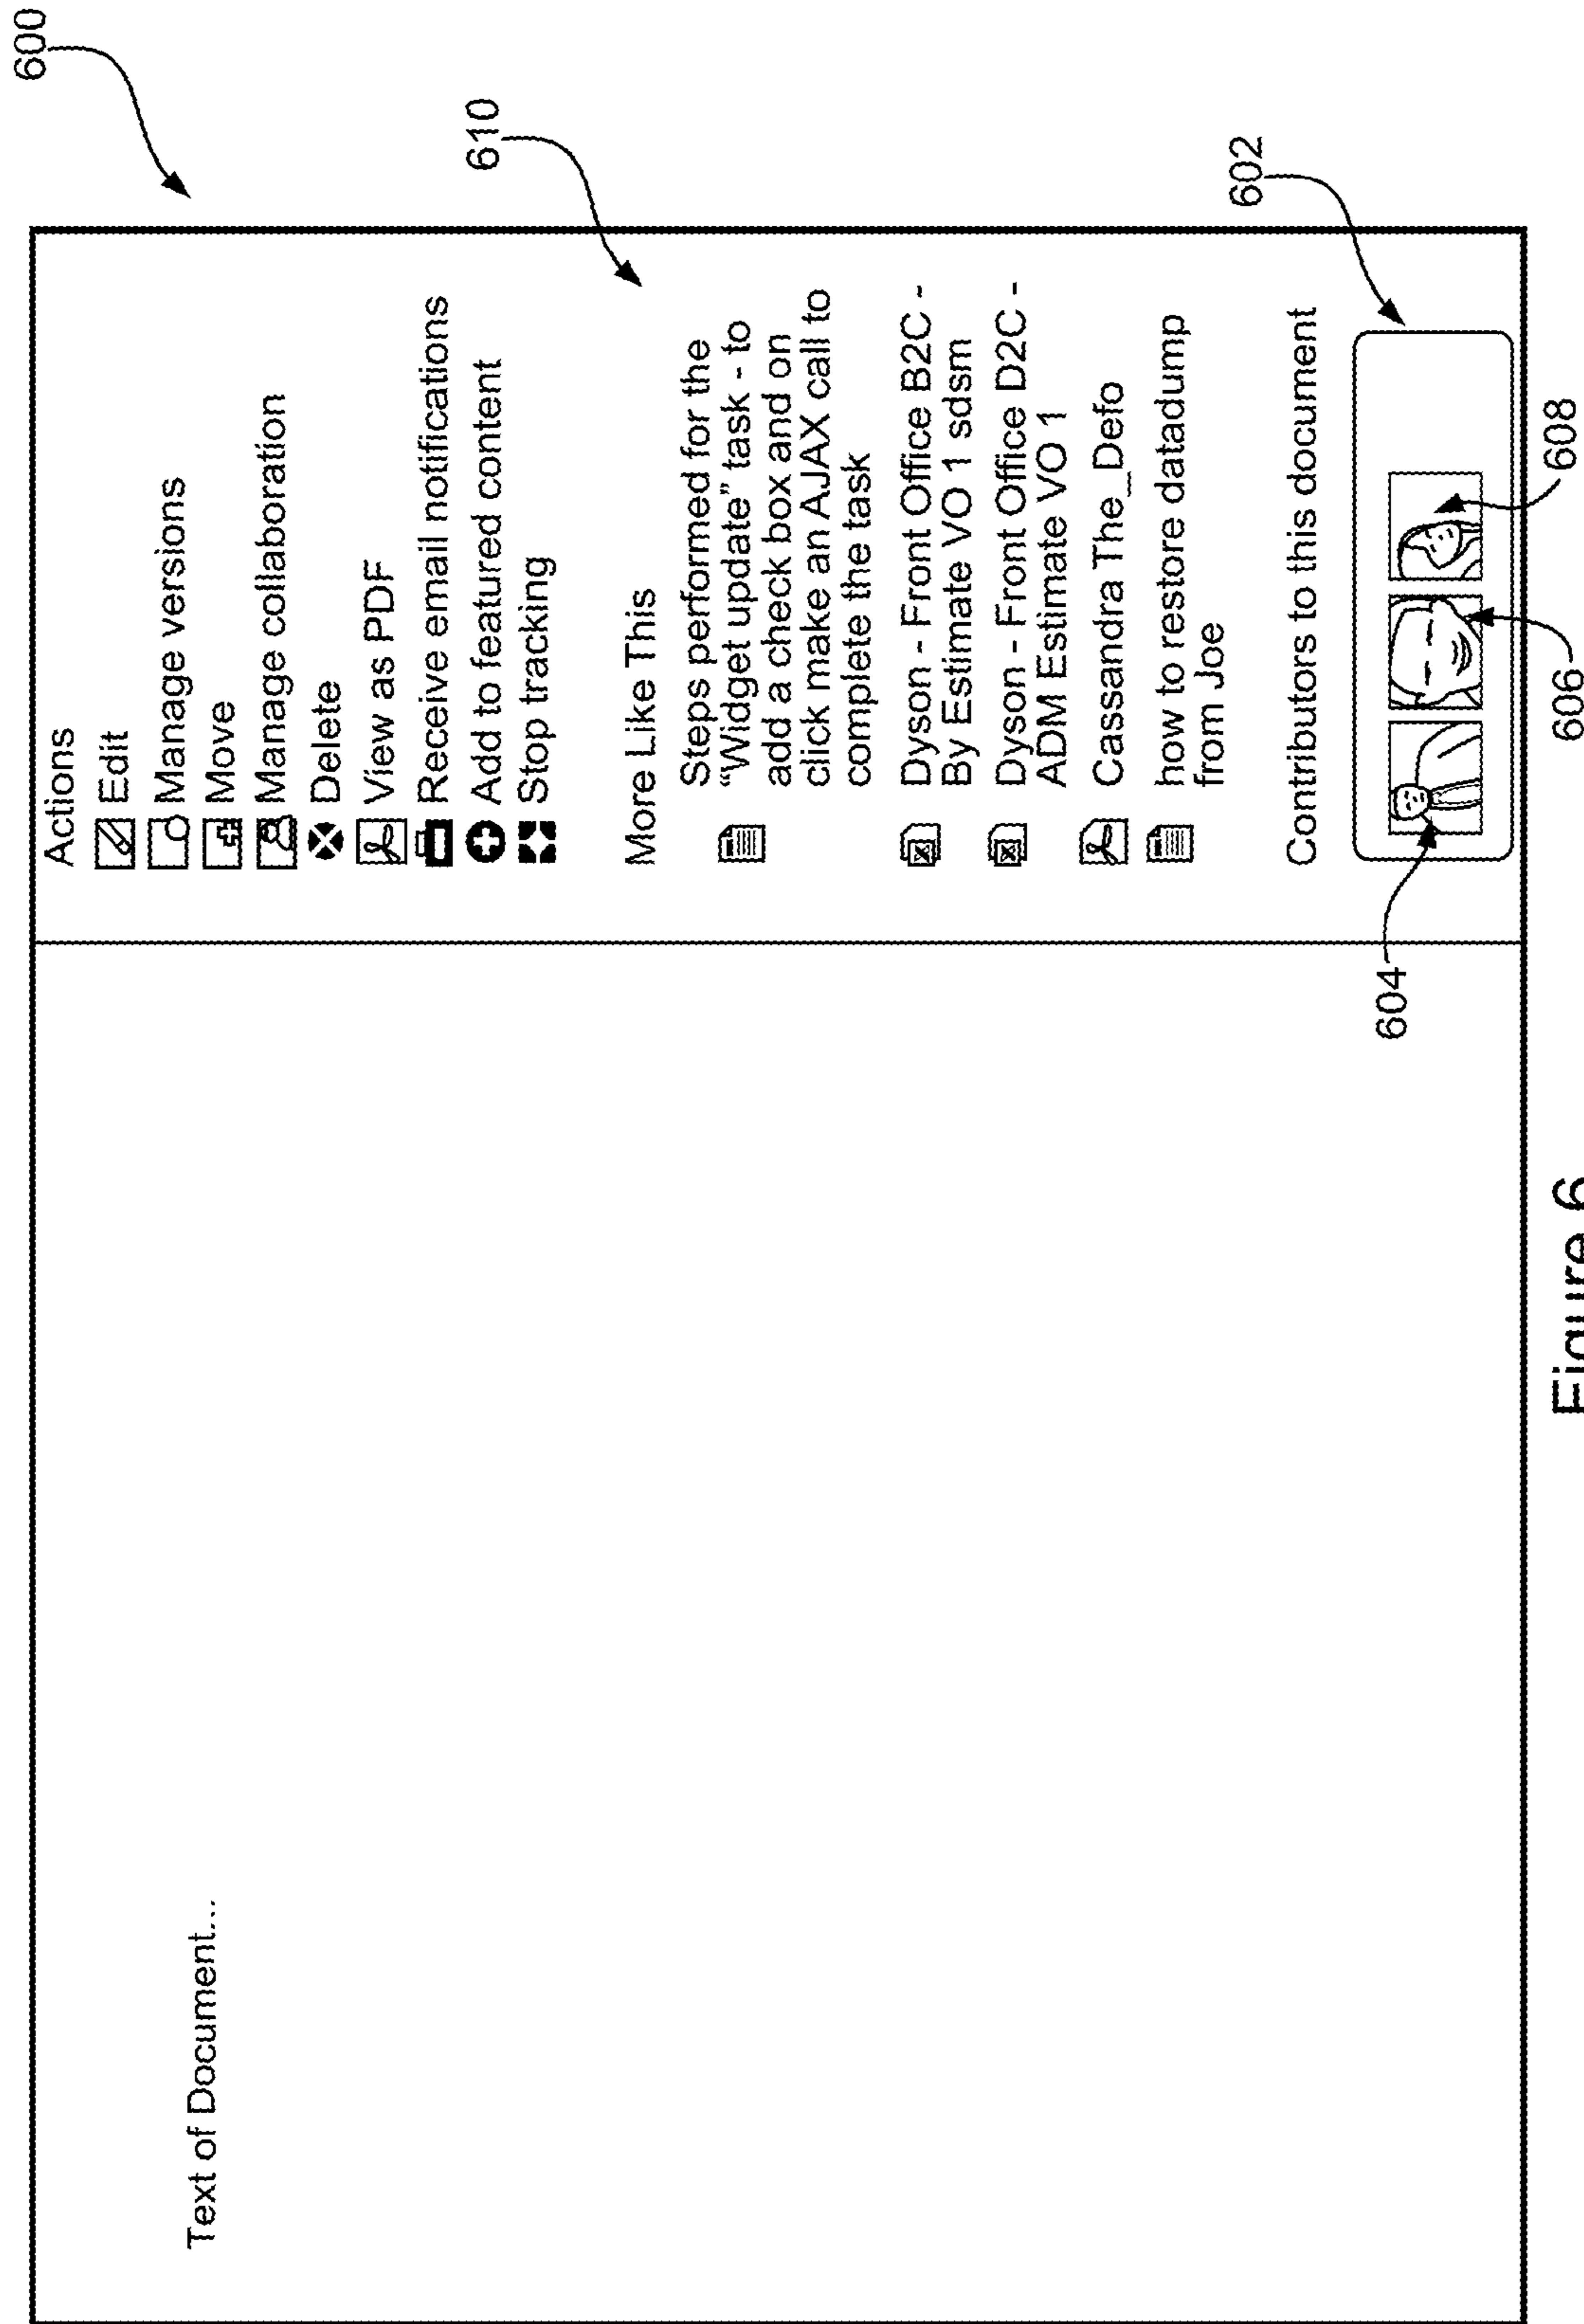 600
Text of Document...
Actions
Edit
Manage versions
Move
Manage collaboration
Delete
View as PDF
Receive email notifications
Add to featured content
Stop tracking
610
More Like This
Steps performed for the
“Widget update” task - to
add a check box and on
click make an AJAX call to
complete the task
Dyson - Front Office B2C -
By Estimate VO 1 sdsm
Dyson - Front Office D2C -
ADM Estimate VO 1
Cassandra The_Defo
how to restore datadump
from Joe
602
Contributors to this document
604
606
608
Figure 6